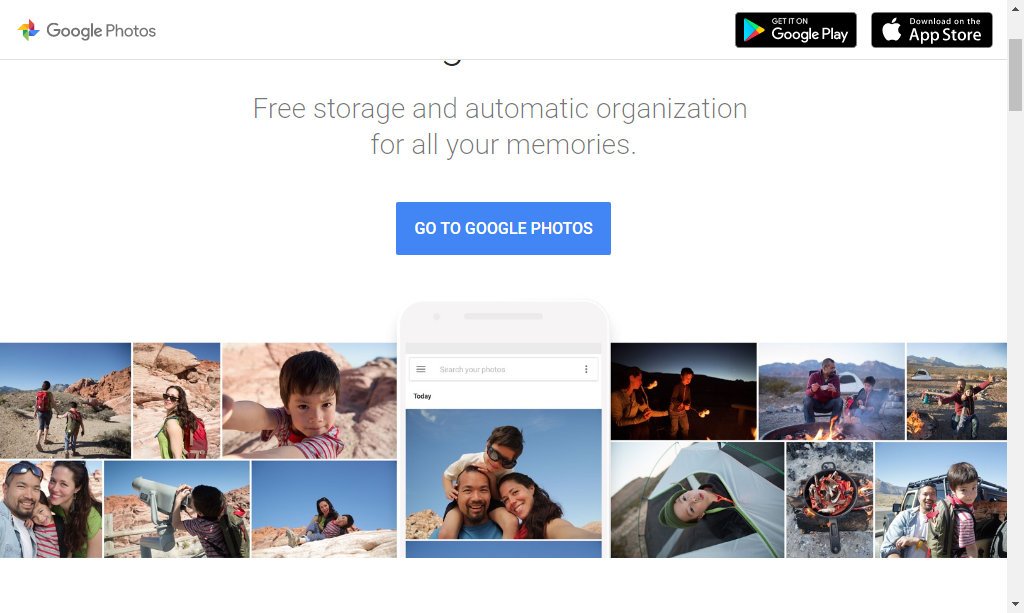 Google Photos
GET IT ON
Google Play
Download on the
App Store
Free storage and automatic organization
for all your memories.
GO TO GOOGLE PHOTOS
Search your photos
Today